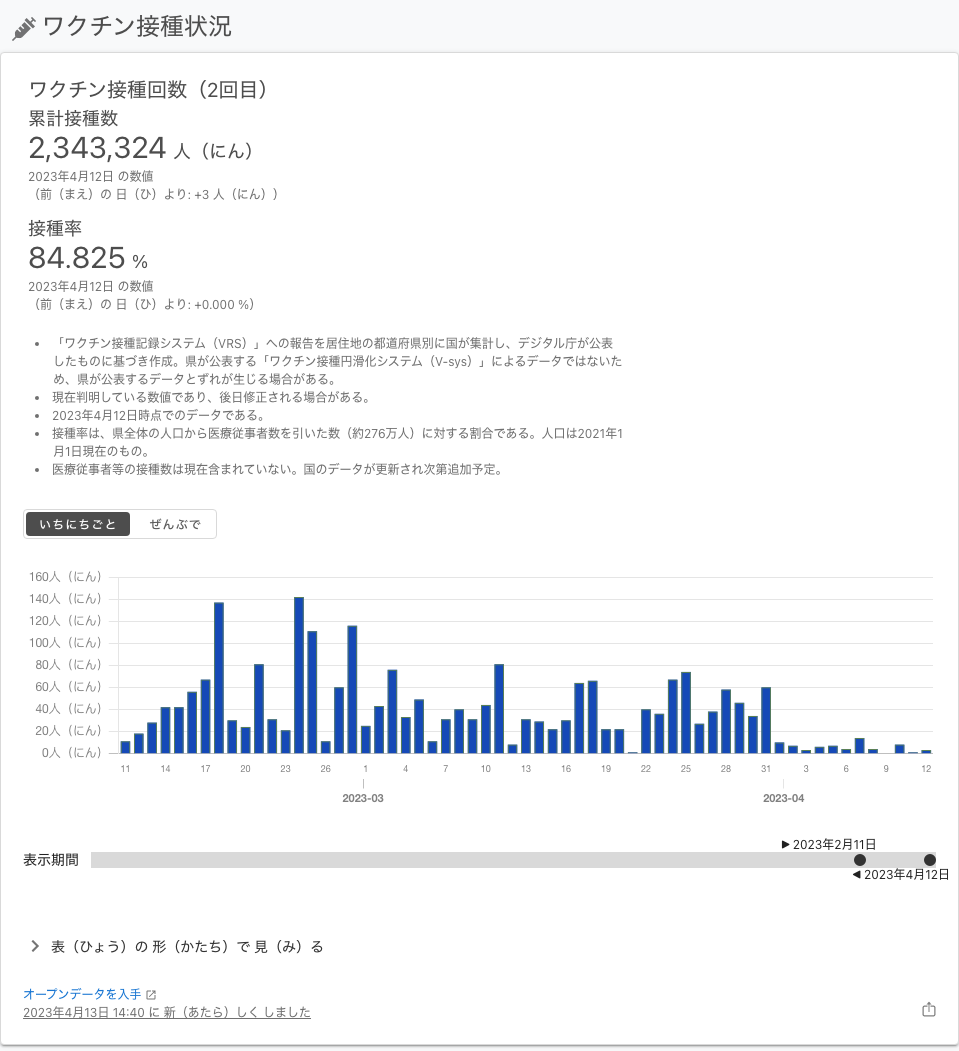 ワクチン接種状況
ワクチン接種回数（2回目）
累計接種数
2,343,324 人（にん）
2023年4月12日 の数値
（前（まえ）の 日（ひ）より: +3 人（にん））
接種率
84.825 %
2023年4月12日 の数値
（前（まえ）の 日（ひ）より: +0.000 %）
「ワクチン接種記録システム（VRS）」への報告を居住地の都道府県別に国が集計し、デジタル庁が公表
したものに基づき作成。県が公表する「ワクチン接種円滑化システム（V-sys）」によるデータではないた
め、県が公表するデータとずれが生じる場合がある。
現在判明している数値であり、後日修正される場合がある。
2023年4月12日時点でのデータである。
接種率は、県全体の人口から医療従事者数を引いた数（約276万人）に対する割合である。人口は2021年1
月1日現在のもの。
医療従事者等の接種数は現在含まれていない。国のデータが更新され次第追加予定。
いちにちごと ぜんぶで
160人（にん）
140人（にん）
120人（にん）
100人（にん）
80人（にん）
60人（にん）
40人（にん）
20人（にん）
0人（にん）
11 14 17 20 23 26 1 4 7 10 13 16 19 22 25 28 31 3 6 9 12
2023-03 2023-04
2023年2月11日
表示期間
2023年4月12日
表（ひょう）の 形（かたち）で 見（み）る
オープンデータを入手
2023年4月13日 14:40 に 新（あたら）しく しました